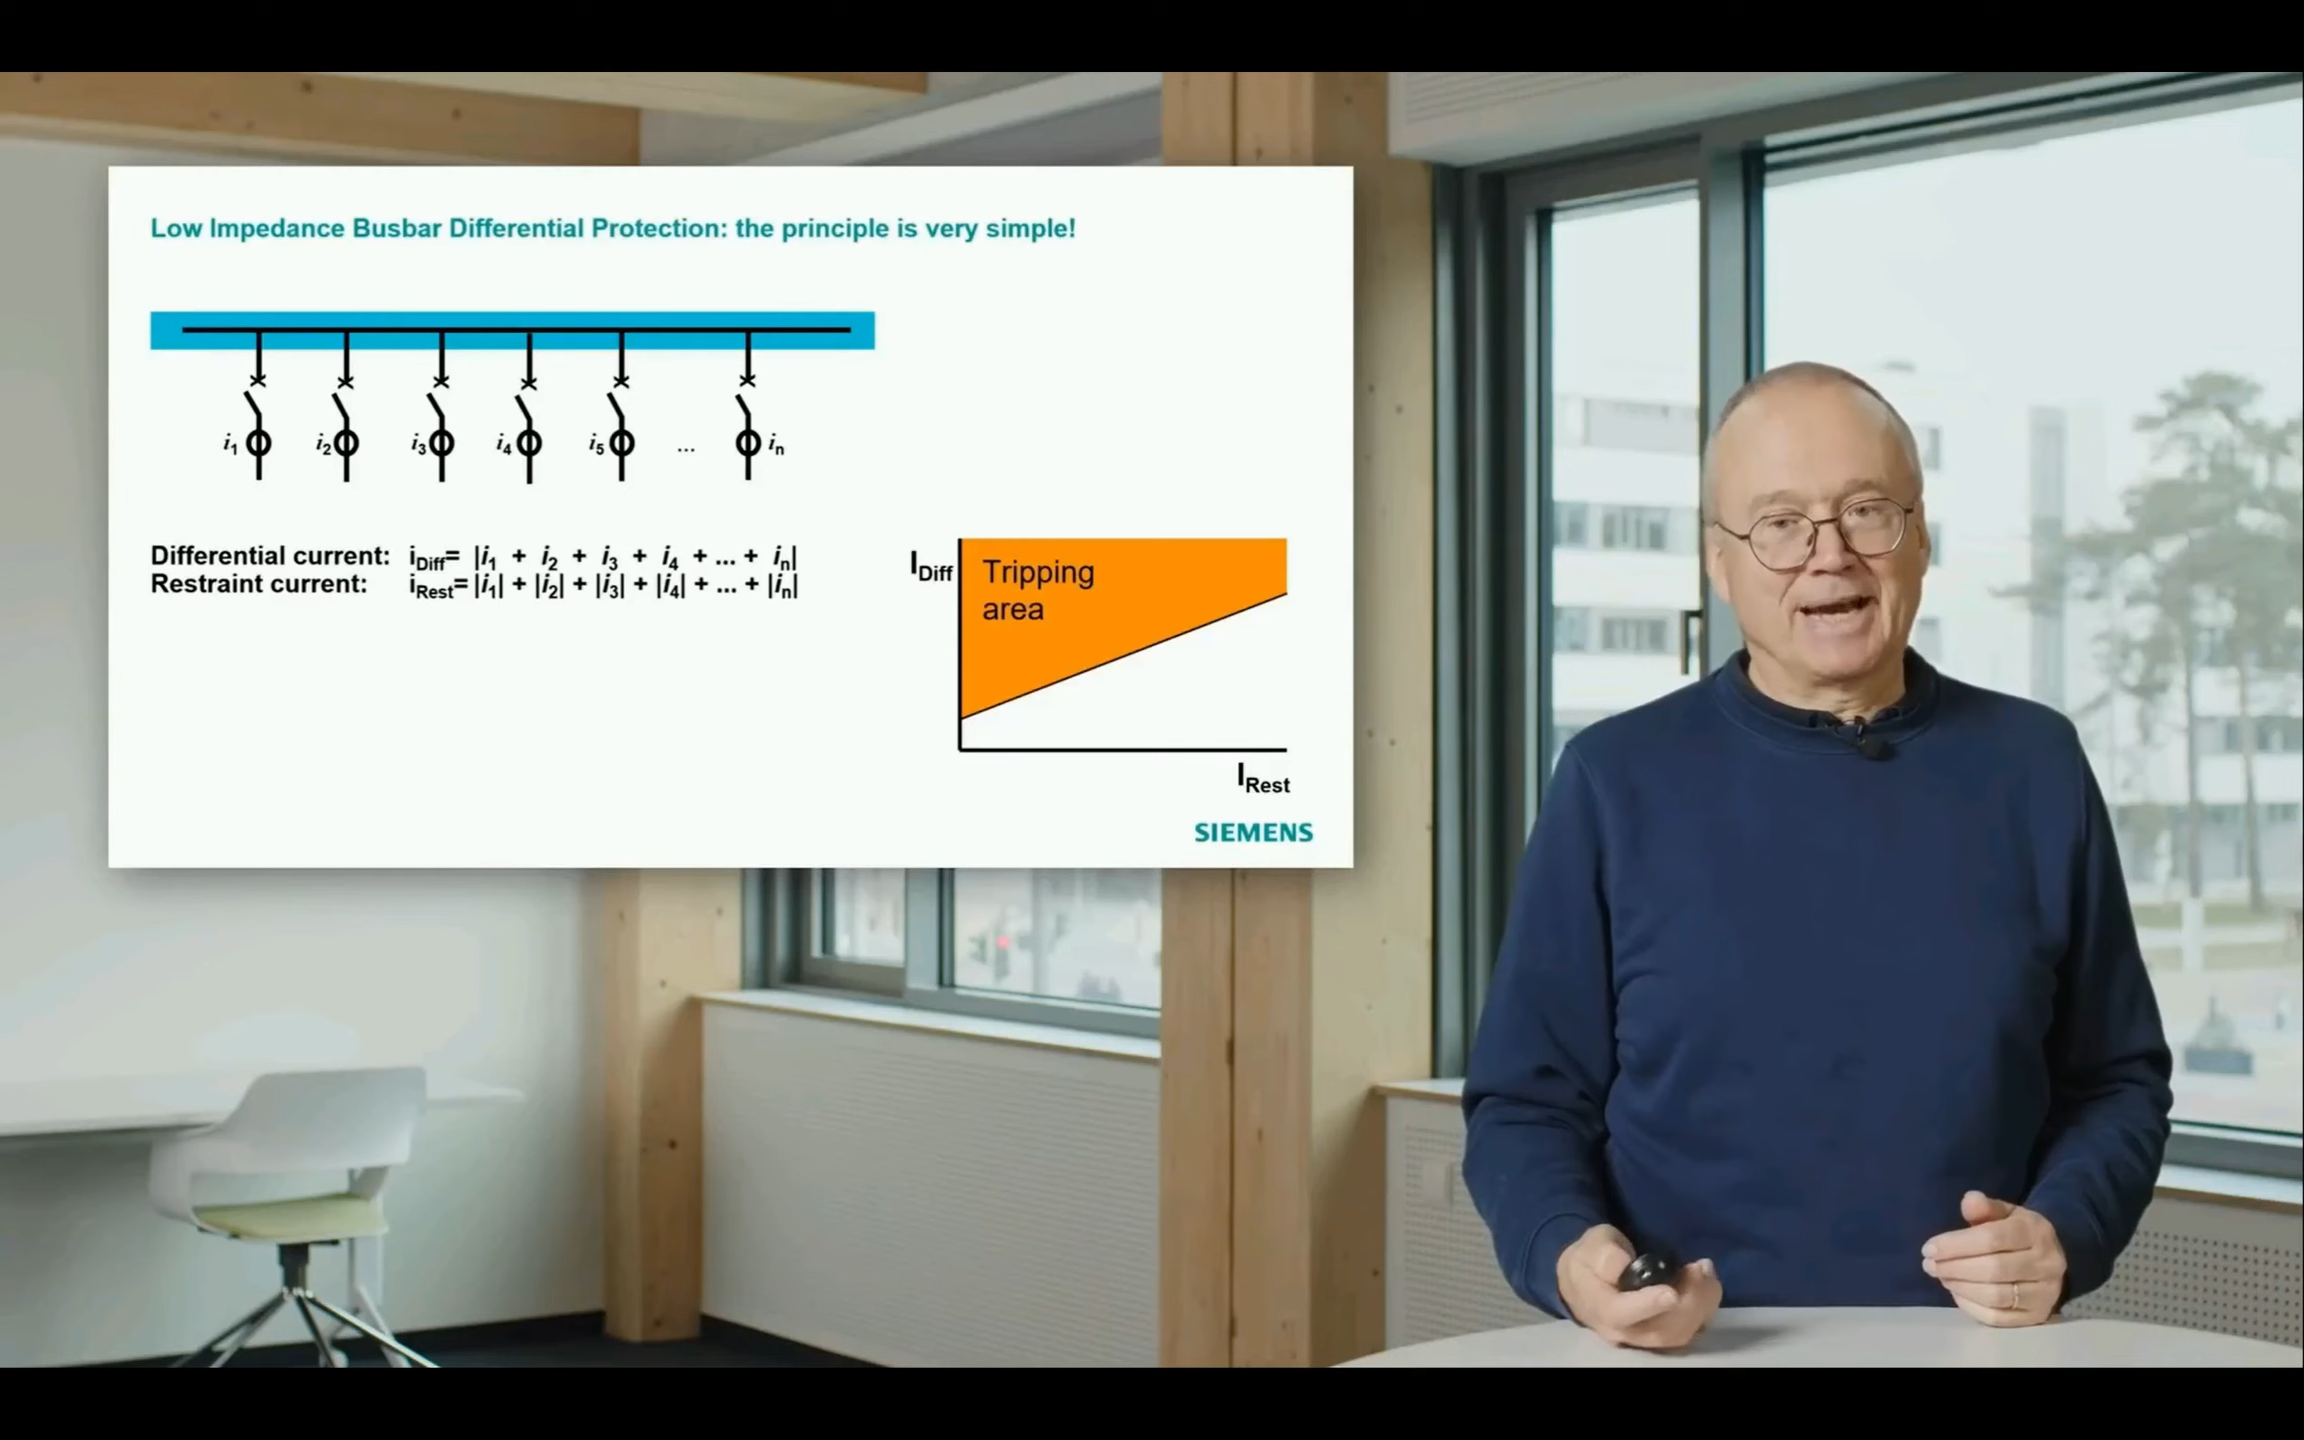 Low Impedance Busbar Differential Protection: the principle is very simple!
i1 i2 i3 i4 i5 ... in
Differential current: iDiff= |i1 + i2 + i3 + i4 + ... + in|
Restraint current: iRest= |i1| + |i2| + |i3| + |i4| + ... + |in|
IDiff
Tripping
area
IRest
SIEMENS